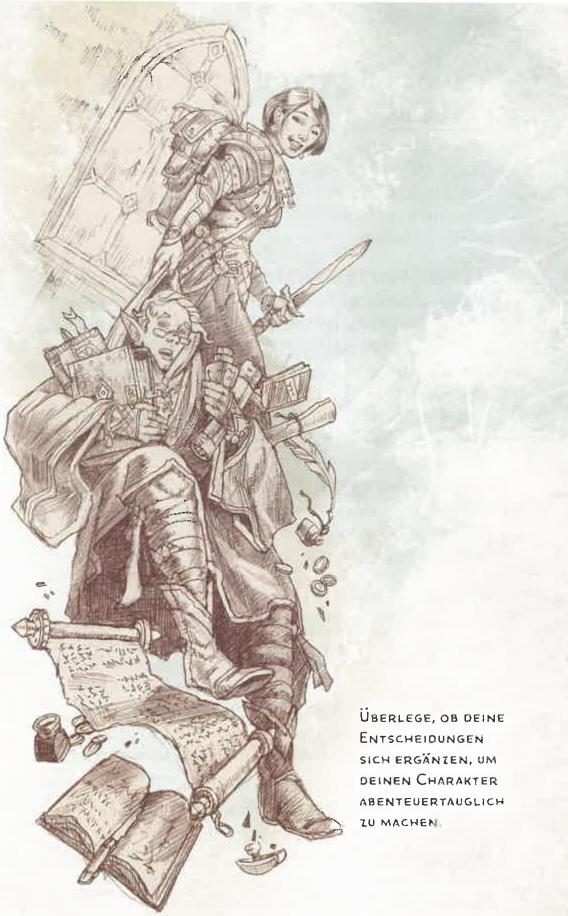 Überlege, ob deine
Entscheidungen
sich ergänzen, um
deinen Charakter
abenteuertauglich
zu machen.